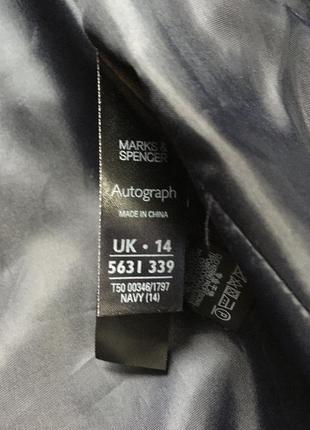 MARKS &
SPENCER
Autograph
MADE IN CHINA
UK • 14
5631 339
T50 00346/1797
NAVY (14)